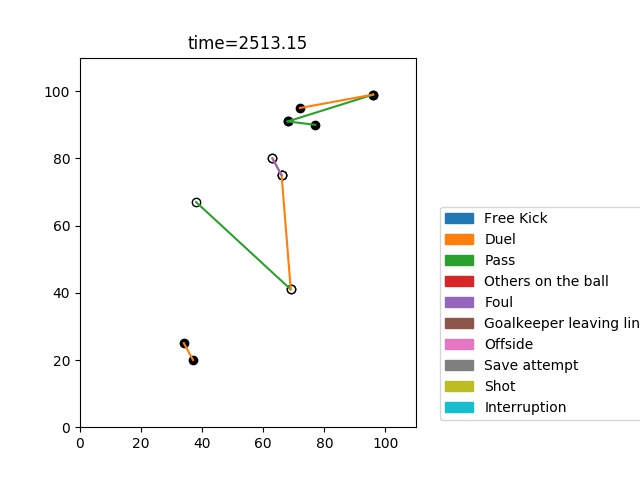 time=2513.15
100
80
60
40
20
0
0 20 40 60 80 100
Free Kick
Duel
Pass
Others on the ball
Foul
Goalkeeper leaving lin
Offside
Save attempt
Shot
Interruption